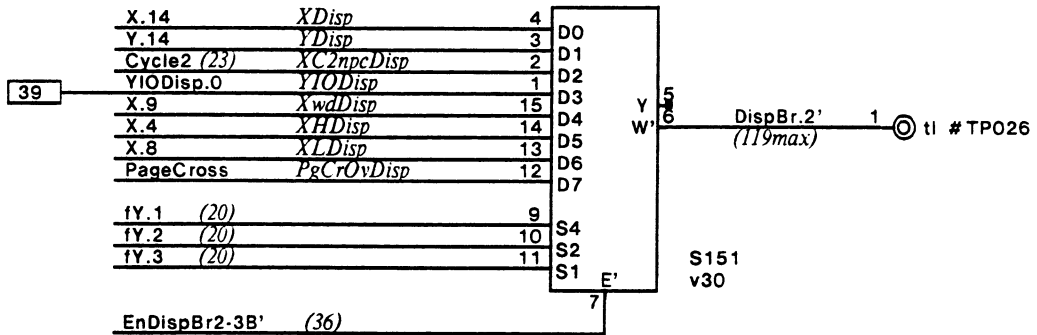 X.14 XDisp 4 D0
Y.14 YDisp 3 D1
Cycle2 (23) XC2npcDisp 2 D2
39 YIODisp.0 YIODisp 1 D3
X.9 XwdDisp 15 D4
X.4 XHDisp 14 D5
X.8 XLDisp 13 D6
PageCross PgCrOvDisp 12 D7
Y 5
W' 6 DispBr.2' (119max) 1 tl #TP026
fY.1 (20) 9 S4
fY.2 (20) 10 S2
fY.3 (20) 11 S1
E' 7
S151
v30
EnDispBr2-3B' (36)